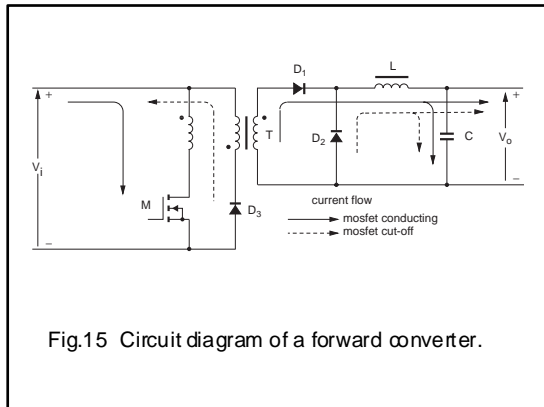 L
D1
+
+
Vi
T
D2
C
Vo
M
D3
current flow
mosfet conducting
mosfet cut-off
−
−
Fig.15 Circuit diagram of a forward converter.